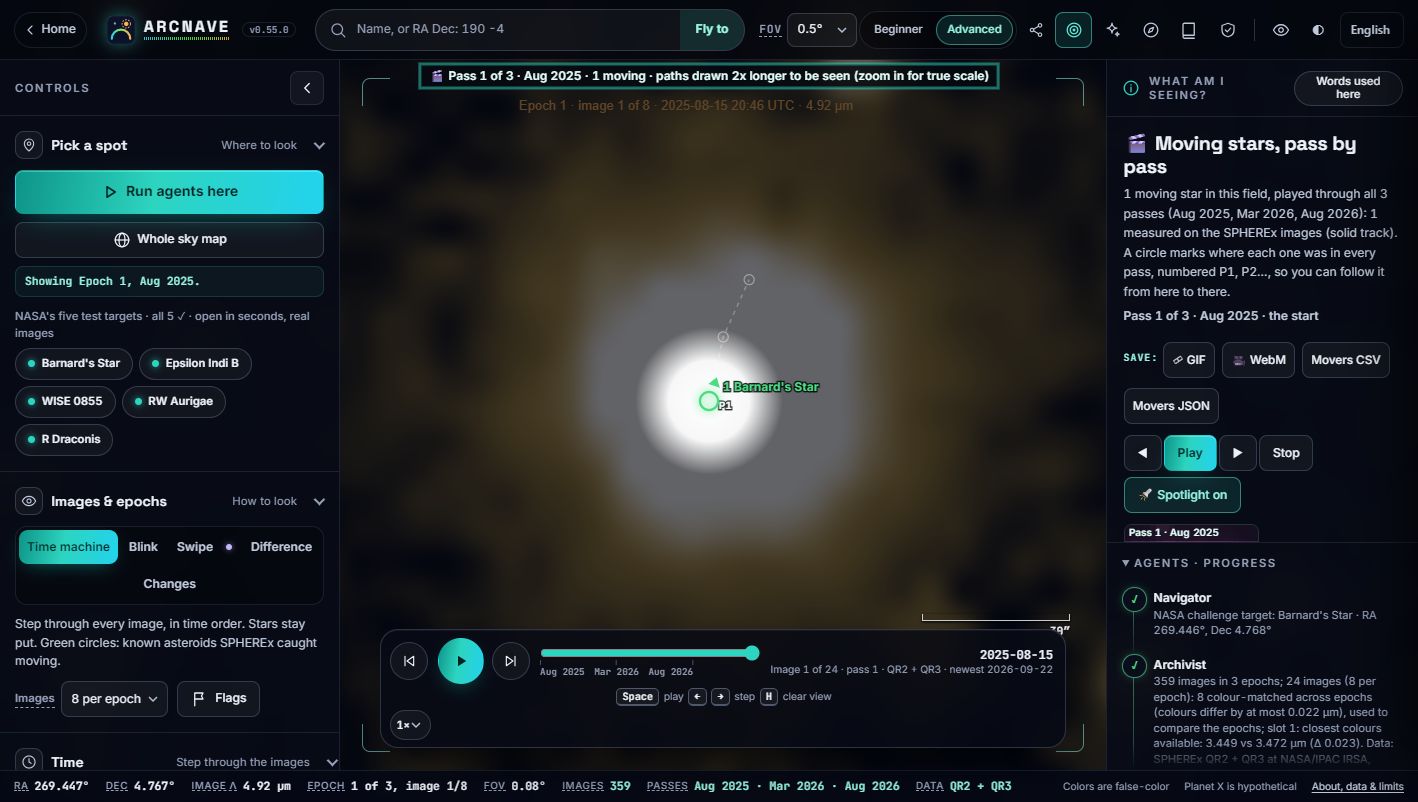 Home
ARCNAVE
v0.55.0
Name, or RA Dec: 190 -4
Fly to
FOV
0.5°
Beginner
Advanced
English
CONTROLS
Pick a spot
Where to look
Run agents here
Whole sky map
Showing Epoch 1, Aug 2025.
NASA's five test targets · all 5 ✓ · open in seconds, real
images
Barnard's Star
Epsilon Indi B
WISE 0855
RW Aurigae
R Draconis
Images & epochs
How to look
Time machine
Blink
Swipe
Difference
Changes
Step through every image, in time order. Stars stay
put. Green circles: known asteroids SPHEREx caught
moving.
Images
8 per epoch
Flags
Time
Step through the images
🎬 Pass 1 of 3 · Aug 2025 · 1 moving · paths drawn 2x longer to be seen (zoom in for true scale)
Epoch 1 · image 1 of 8 · 2025-08-15 20:46 UTC · 4.92 µm
1 Barnard's Star
P1
2025-08-15
Aug 2025
Mar 2026
Aug 2026
Image 1 of 24 · pass 1 · QR2 + QR3 · newest 2026-09-22
Space play ← → step H clear view
1×
WHAT AM I
SEEING?
Words used
here
🎬 Moving stars, pass by
pass
1 moving star in this field, played through all 3
passes (Aug 2025, Mar 2026, Aug 2026): 1
measured on the SPHEREx images (solid track).
A circle marks where each one was in every
pass, numbered P1, P2..., so you can follow it
from here to there.
Pass 1 of 3 · Aug 2025 · the start
SAVE:
GIF
WebM
Movers CSV
Movers JSON
◀
Play
▶
Stop
🚀 Spotlight on
Pass 1 · Aug 2025
▼ AGENTS · PROGRESS
Navigator
NASA challenge target: Barnard's Star · RA
269.446°, Dec 4.768°
Archivist
359 images in 3 epochs; 24 images (8 per
epoch): 8 colour-matched across epochs
(colours differ by at most 0.022 µm), used to
compare the epochs; slot 1: closest colours
available: 3.449 vs 3.472 µm (Δ 0.023). Data:
SPHEREx QR2 + QR3 at NASA/IPAC IRSA,
RA 269.447°
DEC 4.767°
IMAGE Λ 4.92 µm
EPOCH 1 of 3, image 1/8
FOV 0.08°
IMAGES 359
PASSES Aug 2025 · Mar 2026 · Aug 2026
DATA QR2 + QR3
Colors are false-color
Planet X is hypothetical
About, data & limits